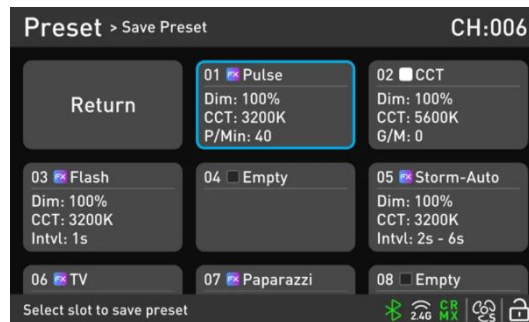 Preset > Save Preset CH:006
Return
01 FX Pulse
Dim: 100%
CCT: 3200K
P/Min: 40
02 CCT
Dim: 100%
CCT: 5600K
G/M: 0
03 FX Flash
Dim: 100%
CCT: 3200K
Intvl: 1s
04 Empty
05 FX Storm-Auto
Dim: 100%
CCT: 3200K
Intvl: 2s - 6s
06 FX TV
07 FX Paparazzi
08 Empty
Select slot to save preset
2.4G
CR
MX